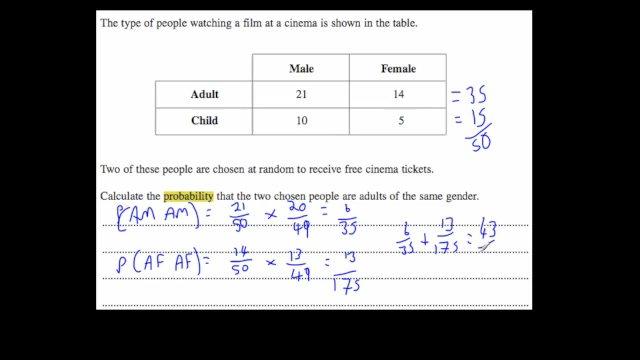 The type of people watching a film at a cinema is shown in the table.
Male Female
Adult 21 14 = 35
Child 10 5 = 15
50
Two of these people are chosen at random to receive free cinema tickets.
Calculate the probability that the two chosen people are adults of the same gender.
P(AM AM) = 21/50 × 20/49 = 6/35
6/35 + 13/175 = 43
P(AF AF) = 14/50 × 13/49 = 13/175